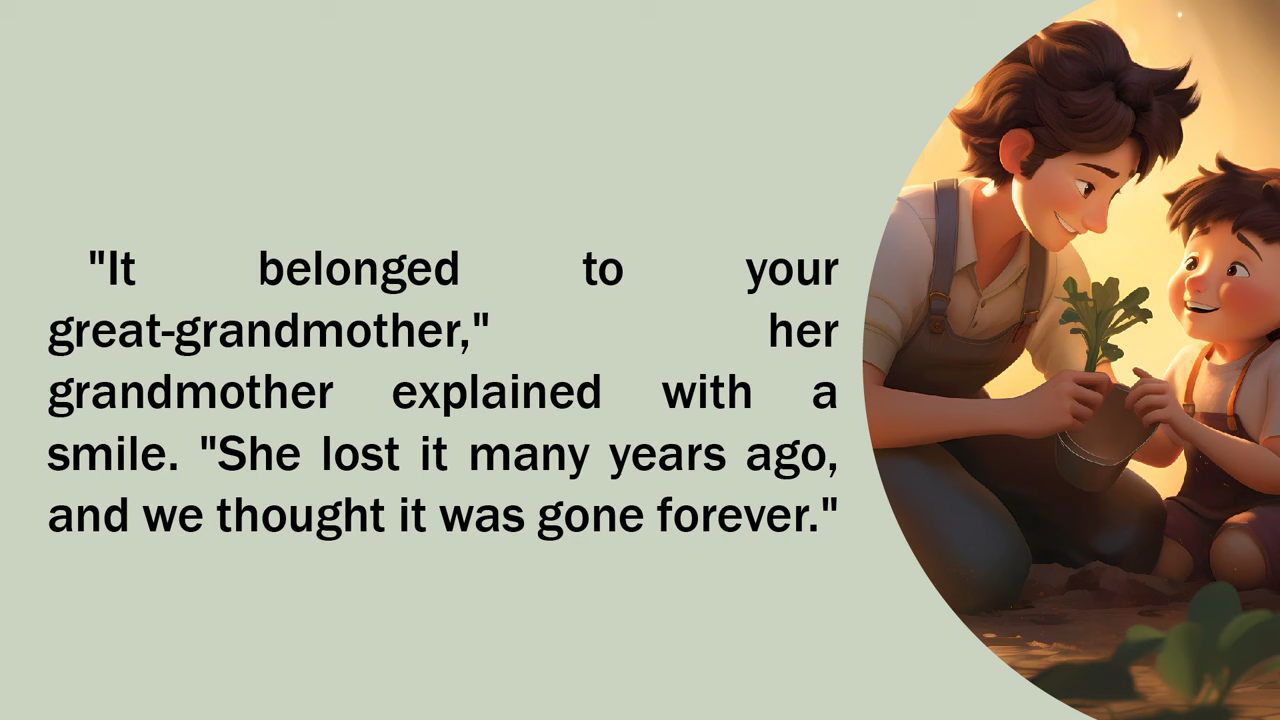 "It belonged to your
great-grandmother," her
grandmother explained with a
smile. "She lost it many years ago,
and we thought it was gone forever."